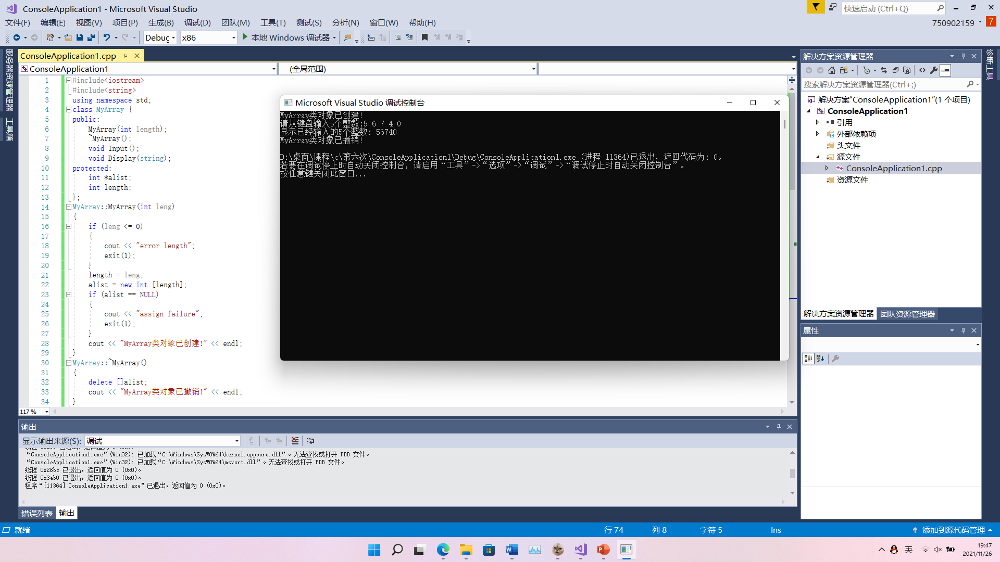 ConsoleApplication1 - Microsoft Visual Studio
快速启动 (Ctrl+Q)
文件(F) 编辑(E) 视图(V) 项目(P) 生成(B) 调试(D) 团队(M) 工具(T) 测试(S) 分析(N) 窗口(W) 帮助(H)
750902159 7
Debug x86 本地 Windows 调试器
服务器资源管理器
工具箱
ConsoleApplication1.cpp
ConsoleApplication1 (全局范围)
1 #include<iostream>
2 #include<string>
3 using namespace std;
4 class MyArray {
5 public:
6 MyArray(int length);
7 ~MyArray();
8 void Input();
9 void Display(string);
10 protected:
11 int *alist;
12 int length;
13 };
14 MyArray::MyArray(int leng)
15 {
16 if (leng <= 0)
17 {
18 cout << "error length";
19 exit(1);
20 }
21 length = leng;
22 alist = new int [length];
23 if (alist == NULL)
24 {
25 cout << "assign failure";
26 exit(1);
27 }
28 cout << "MyArray类对象已创建!" << endl;
29 }
30 MyArray::~MyArray()
31 {
32 delete []alist;
33 cout << "MyArray类对象已撤销!" << endl;
34 }
117 %
Microsoft Visual Studio 调试控制台
MyArray类对象已创建!
请从键盘输入5个整数:5 6 7 4 0
显示已经输入的5个整数: 56740
MyArray类对象已撤销!
D:\桌面\课程\c\第六次\ConsoleApplication1\Debug\ConsoleApplication1.exe (进程 11364)已退出，返回代码为: 0。
若要在调试停止时自动关闭控制台，请启用“工具”->“选项”->“调试”->“调试停止时自动关闭控制台”。
按任意键关闭此窗口...
解决方案资源管理器
搜索解决方案资源管理器(Ctrl+;)
解决方案“ConsoleApplication1”(1 个项目)
ConsoleApplication1
引用
外部依赖项
头文件
源文件
ConsoleApplication1.cpp
资源文件
解决方案资源管理器 团队资源管理器
属性
诊断工具
输出
显示输出来源(S): 调试
“ConsoleApplication1.exe”(Win32): 已加载“C:\Windows\SysWOW64\kernel.appcore.dll”。无法查找或打开 PDB 文件。
“ConsoleApplication1.exe”(Win32): 已加载“C:\Windows\SysWOW64\msvcrt.dll”。无法查找或打开 PDB 文件。
线程 0x26bc 已退出，返回值为 0 (0x0)。
线程 0x3eb0 已退出，返回值为 0 (0x0)。
程序“[11364] ConsoleApplication1.exe”已退出，返回值为 0 (0x0)。
错误列表 输出
就绪 行 74 列 8 字符 5 Ins 添加到源代码管理
英 19:47
2021/11/26